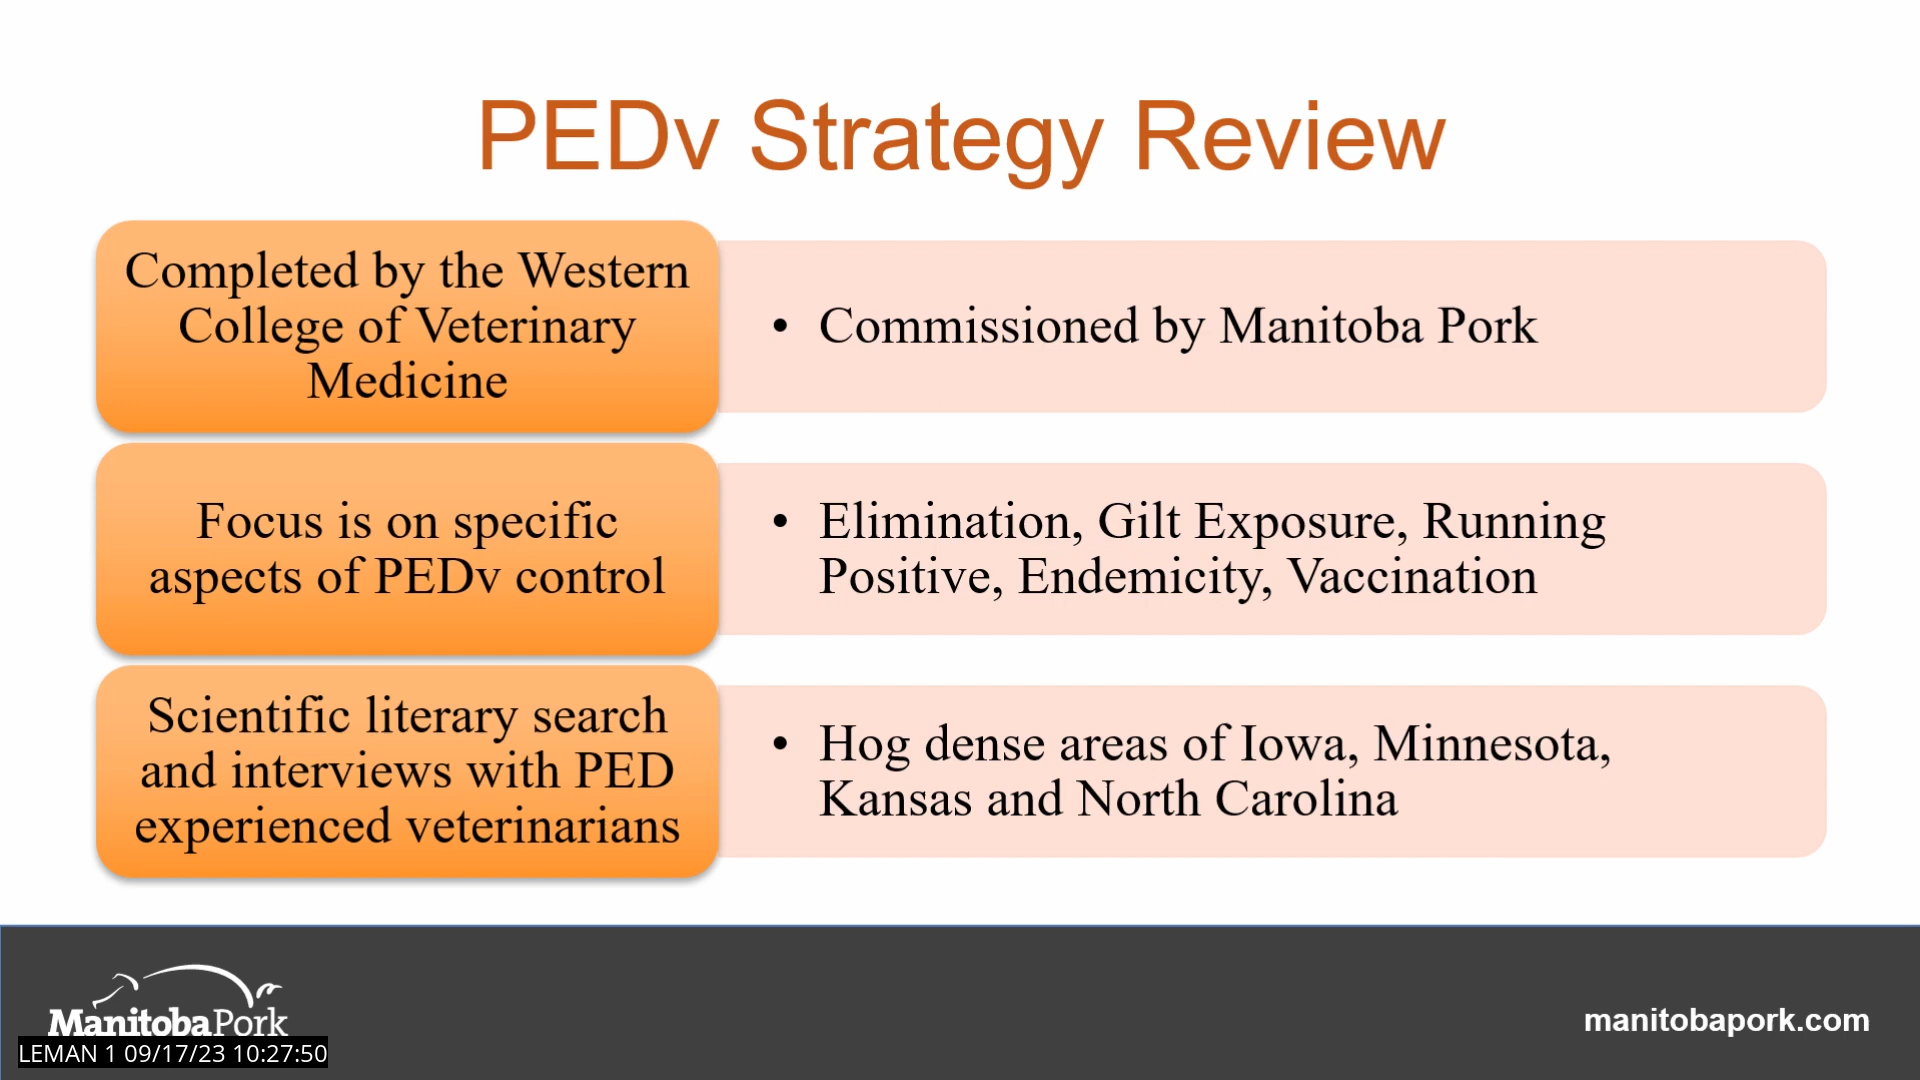 PEDv Strategy Review
Completed by the Western
College of Veterinary
Medicine
• Commissioned by Manitoba Pork
Focus is on specific
aspects of PEDv control
• Elimination, Gilt Exposure, Running
Positive, Endemicity, Vaccination
Scientific literary search
and interviews with PED
experienced veterinarians
• Hog dense areas of Iowa, Minnesota,
Kansas and North Carolina
ManitobaPork
LEMAN 1 09/17/23 10:27:50
manitobapork.com